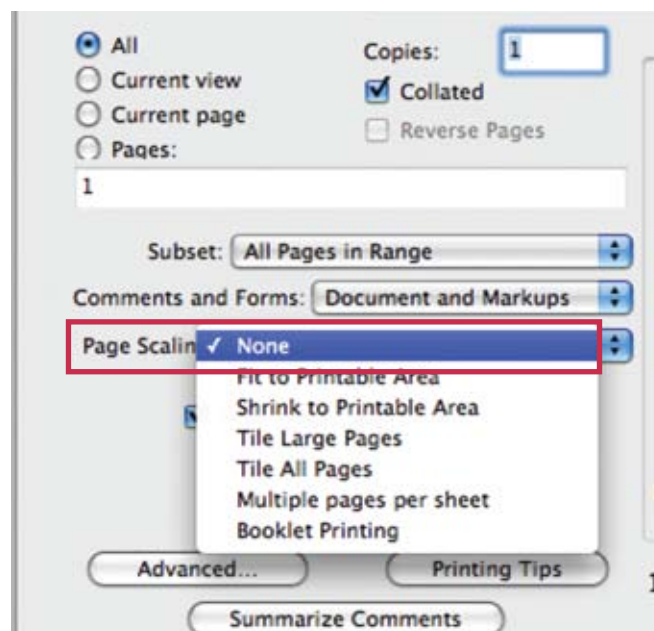 All
Copies: 1
Current view
Collated
Current page
Reverse Pages
Pages:
1
Subset: All Pages in Range
Comments and Forms: Document and Markups
Page Scalin ✓ None
Fit to Printable Area
Shrink to Printable Area
Tile Large Pages
Tile All Pages
Multiple pages per sheet
Booklet Printing
Advanced...
Printing Tips
1
Summarize Comments